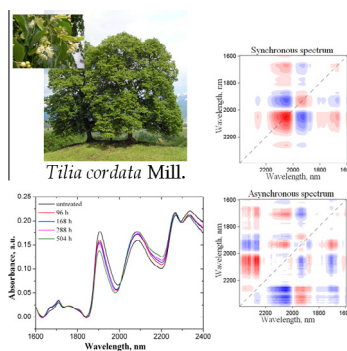 Tilia cordata Mill.
Synchronous spectrum
Wavelength, nm
1600
1800
2000
2200
2000 1800 1600
Wavelength, nm
Asynchronous spectrum
Wavelength, nm
1600
1800
2000
2200
2200 2000 1800 1600
Wavelength, nm
untreated
96 h
168 h
788 h
504 h
Absorbance, a.u.
0.25
0.20
0.15
0.10
0.05
0.00
1600 1800 2000 2200 2400
Wavelength, nm